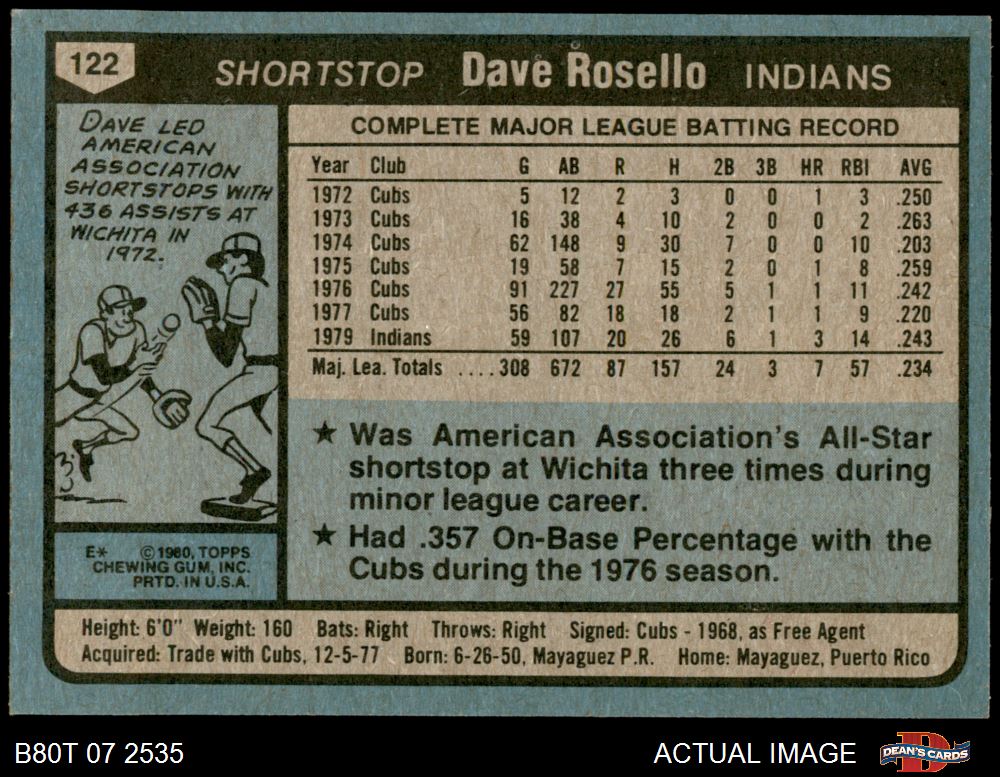 122
SHORTSTOP Dave Rosello INDIANS
DAVE LED
AMERICAN
ASSOCIATION
SHORTSTOPS WITH
436 ASSISTS AT
WICHITA IN
1972.
E* ©1980, TOPPS
CHEWING GUM, INC.
PRTD. IN U.S.A.
COMPLETE MAJOR LEAGUE BATTING RECORD
Year Club G AB R H 2B 3B HR RBI AVG
1972 Cubs 5 12 2 3 0 0 1 3 .250
1973 Cubs 16 38 4 10 2 0 0 2 .263
1974 Cubs 62 148 9 30 7 0 0 10 .203
1975 Cubs 19 58 7 15 2 0 1 8 .259
1976 Cubs 91 227 27 55 5 1 1 11 .242
1977 Cubs 56 82 18 18 2 1 1 9 .220
1979 Indians 59 107 20 26 6 1 3 14 .243
Maj. Lea. Totals ....308 672 87 157 24 3 7 57 .234
★ Was American Association's All-Star
shortstop at Wichita three times during
minor league career.
★ Had .357 On-Base Percentage with the
Cubs during the 1976 season.
Height: 6'0" Weight: 160 Bats: Right Throws: Right Signed: Cubs - 1968, as Free Agent
Acquired: Trade with Cubs, 12-5-77 Born: 6-26-50, Mayaguez P.R. Home: Mayaguez, Puerto Rico
B80T 07 2535 ACTUAL IMAGE DEAN'S CARDS